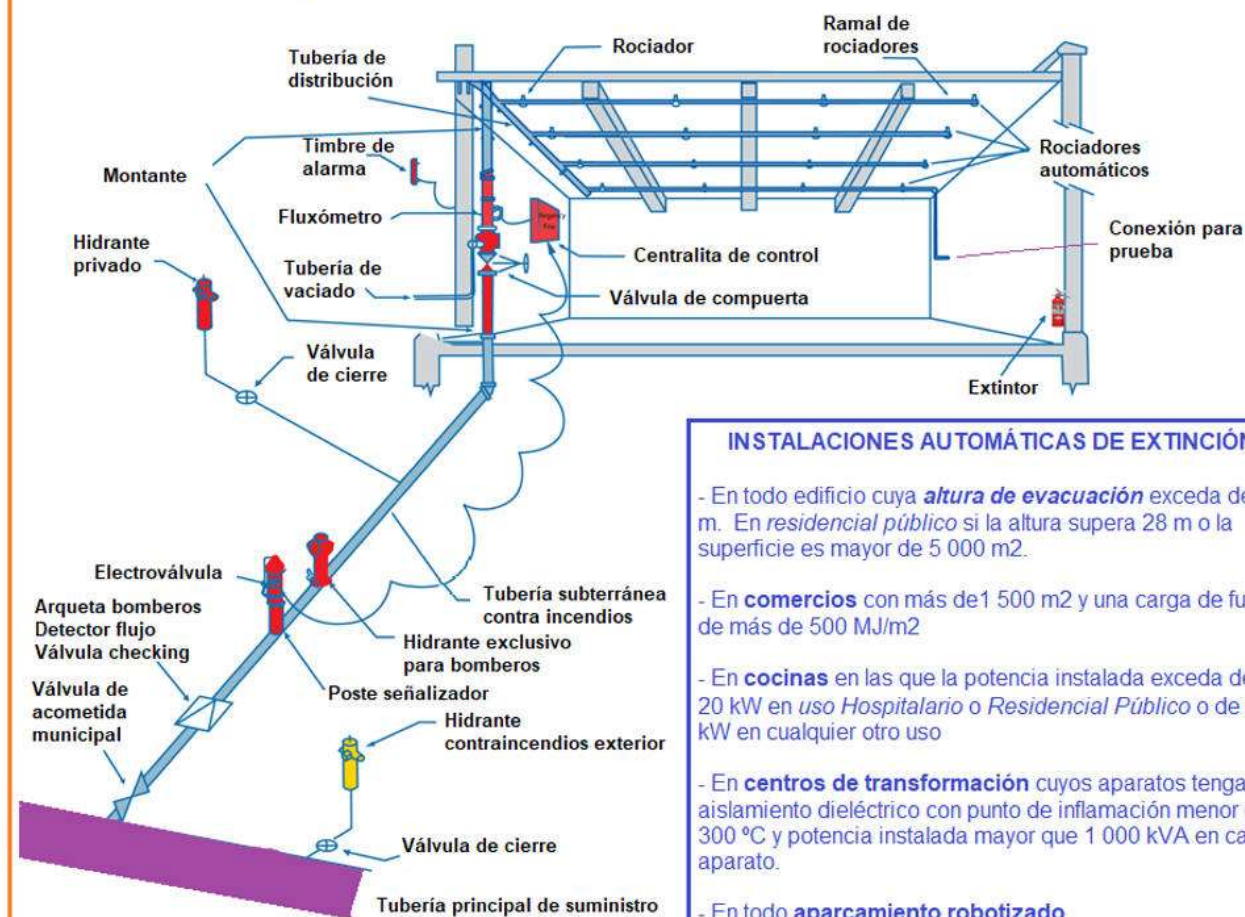 Ramal de
rociadores
Rociador
Tubería de
distribución
Timbre de
alarma
Rociadores
automáticos
Montante
Fluxómetro
Conexión para
prueba
Hidrante
privado
Centralita de control
Tubería de
vaciado
Válvula de compuerta
Válvula
de cierre
Extintor
INSTALACIONES AUTOMÁTICAS DE EXTINCIÓN
- En todo edificio cuya altura de evacuación exceda de
m. En residencial público si la altura supera 28 m o la
superficie es mayor de 5 000 m2.
- En comercios con más de1 500 m2 y una carga de
de más de 500 MJ/m2
- En cocinas en las que la potencia instalada exceda de
20 kW en uso Hospitalario o Residencial Público o de
kW en cualquier otro uso
- En centros de transformación cuyos aparatos tenga
aislamiento dieléctrico con punto de inflamación menor
300 ºC y potencia instalada mayor que 1 000 kVA en
aparato.
- En todo aparcamiento robotizado
Electroválvula
Tubería subterránea
contra incendios
Arqueta bomberos
Detector flujo
Válvula checking
Hidrante exclusivo
para bomberos
Poste señalizador
Válvula de
acometida
municipal
Hidrante
contraincendios exterior
Válvula de cierre
Tubería principal de suministro